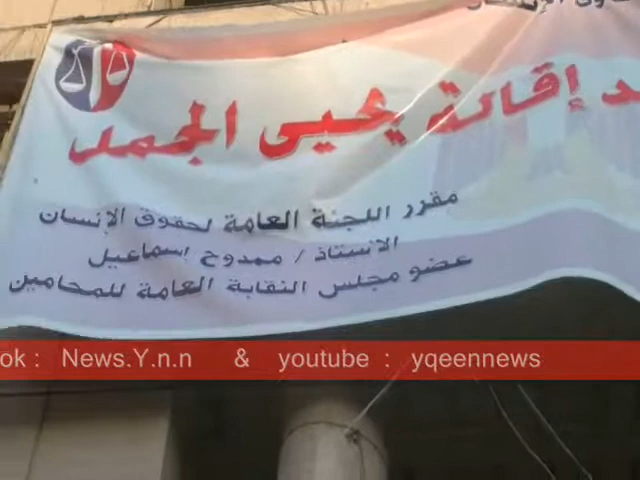 إقالة يحيى الجمل
مقرر اللجنة العامة لحقوق الإنسان
الاستاذ / ممدوح إسماعيل
عضو مجلس النقابة العامة للمحامين
ok : News.Y.n.n & youtube : yqeennews